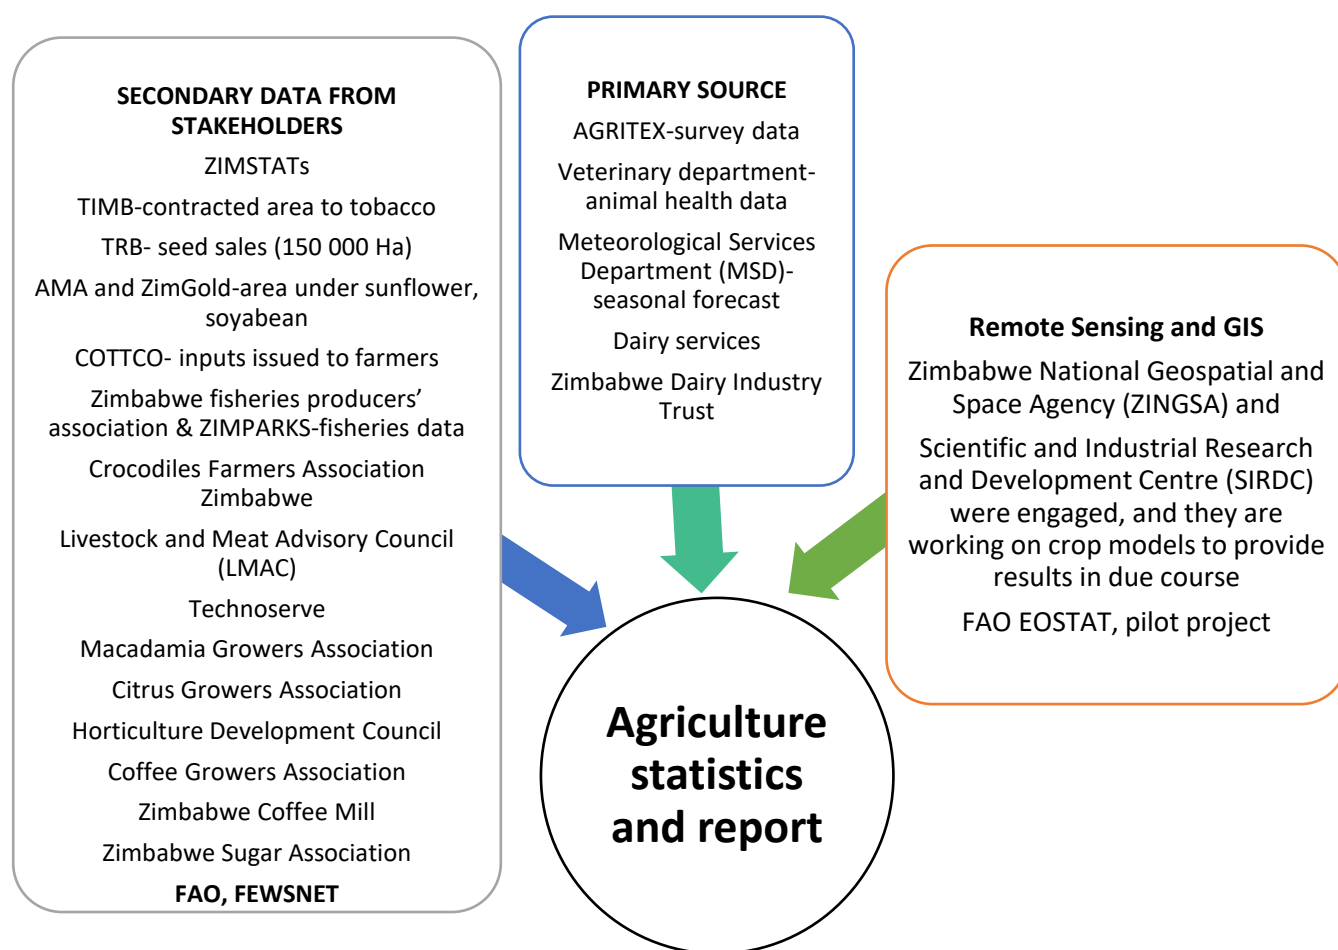 SECONDARY DATA FROM
STAKEHOLDERS
ZIMSTATs
TIMB-contracted area to tobacco
TRB- seed sales (150 000 Ha)
AMA and ZimGold-area under sunflower,
soyabean
COTTCO- inputs issued to farmers
Zimbabwe fisheries producers’
association & ZIMPARKS-fisheries data
Crocodiles Farmers Association
Zimbabwe
Livestock and Meat Advisory Council
(LMAC)
Technoserve
Macadamia Growers Association
Citrus Growers Association
Horticulture Development Council
Coffee Growers Association
Zimbabwe Coffee Mill
Zimbabwe Sugar Association
FAO, FEWSNET
PRIMARY SOURCE
AGRITEX-survey data
Veterinary department-
animal health data
Meteorological Services
Department (MSD)-
seasonal forecast
Dairy services
Zimbabwe Dairy Industry
Trust
Remote Sensing and GIS
Zimbabwe National Geospatial and
Space Agency (ZINGSA) and
Scientific and Industrial Research
and Development Centre (SIRDC)
were engaged, and they are
working on crop models to provide
results in due course
FAO EOSTAT, pilot project
Agriculture
statistics
and report